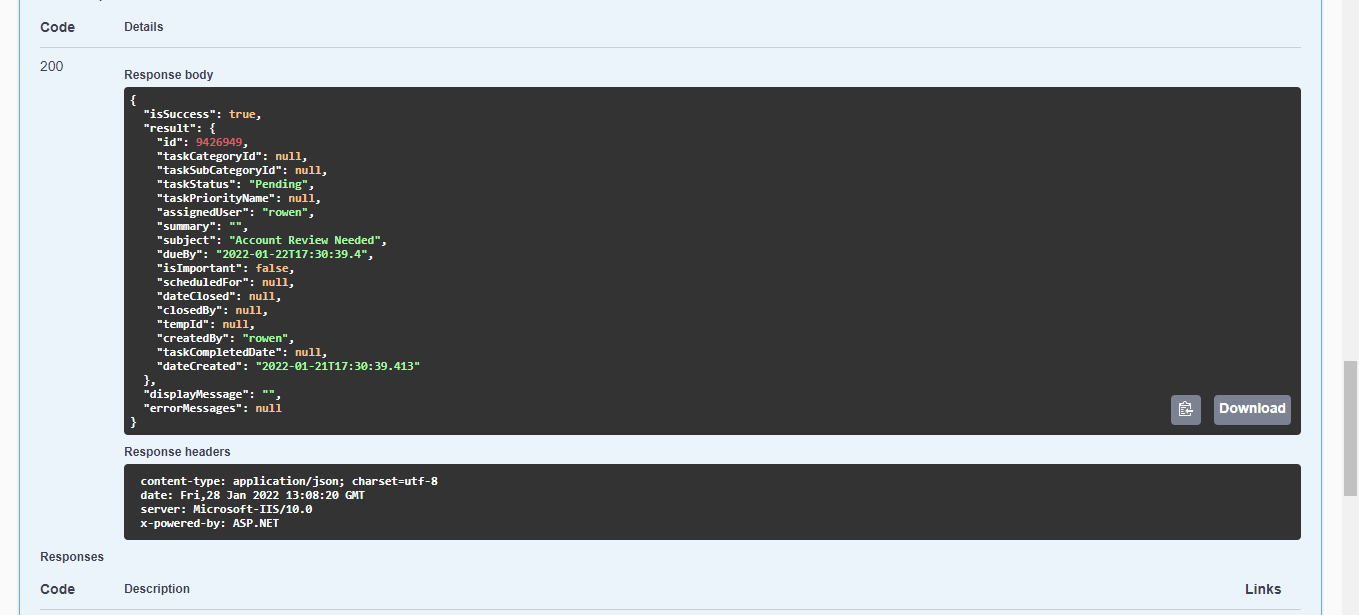 Code Details
200
Response body
{
  "isSuccess": true,
  "result": {
    "id": 9426949,
    "taskCategoryId": null,
    "taskSubCategoryId": null,
    "taskStatus": "Pending",
    "taskPriorityName": null,
    "assignedUser": "rowen",
    "summary": "",
    "subject": "Account Review Needed",
    "dueBy": "2022-01-22T17:30:39.4",
    "isImportant": false,
    "scheduledFor": null,
    "dateClosed": null,
    "closedBy": null,
    "tempId": null,
    "createdBy": "rowen",
    "taskCompletedDate": null,
    "dateCreated": "2022-01-21T17:30:39.413"
  },
  "displayMessage": "",
  "errorMessages": null
}
Download
Response headers
content-type: application/json; charset=utf-8
date: Fri,28 Jan 2022 13:08:20 GMT
server: Microsoft-IIS/10.0
x-powered-by: ASP.NET
Responses
Code Description Links